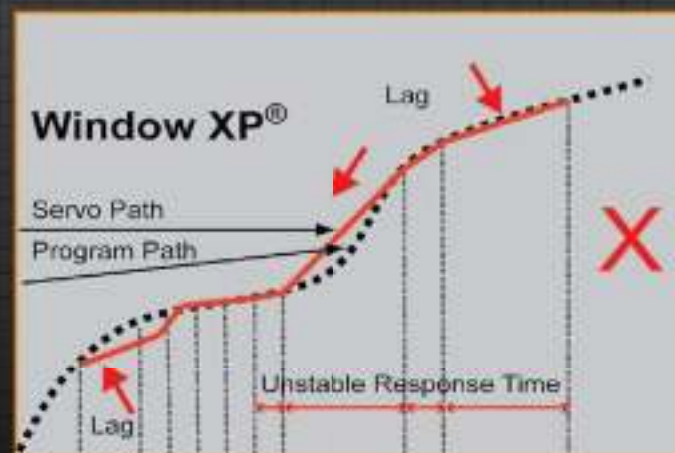 Lag
Window XP®
Servo Path
Program Path
X
Unstable Response Time
Lag